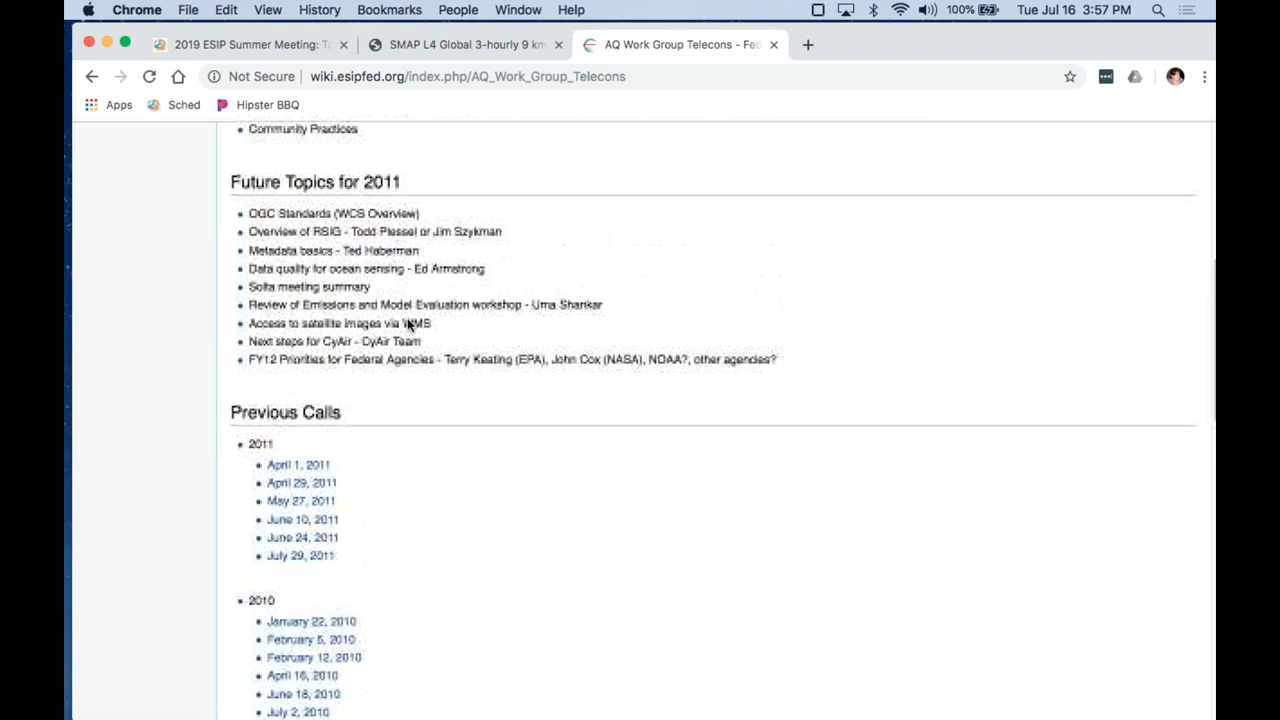 Chrome File Edit View History Bookmarks People Window Help 100% Tue Jul 16 3:57 PM
2019 ESIP Summer Meeting: T
SMAP L4 Global 3-hourly 9 km
AQ Work Group Telecons - Fed
Not Secure | wiki.esipfed.org/index.php/AQ_Work_Group_Telecons
Apps Sched Hipster BBQ
Community Practices
Future Topics for 2011
OGC Standards (WCS Overview)
Overview of RSIG - Todd Plessel or Jim Szykman
Metadata basics - Ted Haberman
Data quality for ocean sensing - Ed Armstrong
Solta meeting summary
Review of Emissions and Model Evaluation workshop - Uma Shankar
Access to satellite images via WMS
Next steps for CyAir - CyAir Team
FY12 Priorities for Federal Agencies - Terry Keating (EPA), John Cox (NASA), NOAA?, other agencies?
Previous Calls
2011
April 1, 2011
April 29, 2011
May 27, 2011
June 10, 2011
June 24, 2011
July 29, 2011
2010
January 22, 2010
February 5, 2010
February 12, 2010
April 16, 2010
June 18, 2010
July 2, 2010